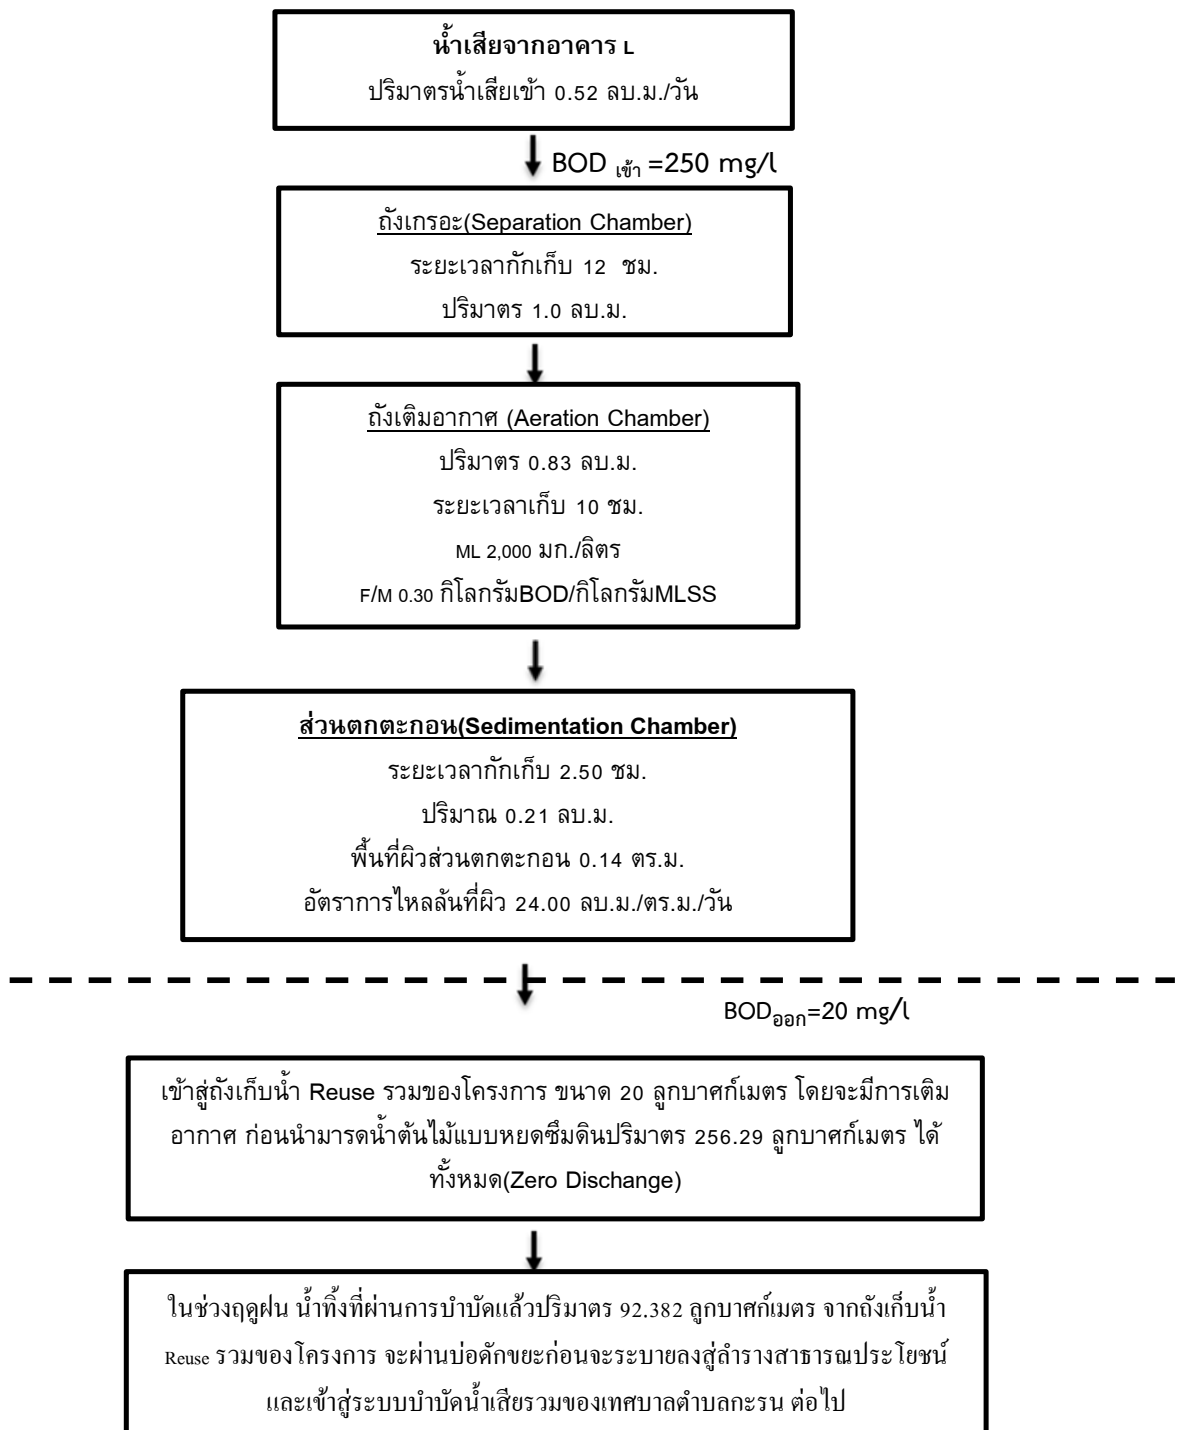 น้ำเสียจากอาคาร L
ปริมาตรน้ำเสียเข้า 0.52 ลบ.ม./วัน
BOD เข้า =250 mg/l
ถังเกรอะ(Separation Chamber)
ระยะเวลากักเก็บ 12 ชม.
ปริมาตร 1.0 ลบ.ม.
ถังเติมอากาศ (Aeration Chamber)
ปริมาตร 0.83 ลบ.ม.
ระยะเวลาเก็บ 10 ชม.
ML 2,000 มก./ลิตร
F/M 0.30 กิโลกรัมBOD/กิโลกรัมMLSS
ส่วนตกตะกอน(Sedimentation Chamber)
ระยะเวลากักเก็บ 2.50 ชม.
ปริมาณ 0.21 ลบ.ม.
พื้นที่ผิวส่วนตกตะกอน 0.14 ตร.ม.
อัตราการไหลล้นที่ผิว 24.00 ลบ.ม./ตร.ม./วัน
BODออก=20 mg/l
เข้าสู่ถังเก็บน้ำ Reuse รวมของโครงการ ขนาด 20 ลูกบาศก์เมตร โดยจะมีการเติม
อากาศ ก่อนนำมารดน้ำต้นไม้แบบหยดซึมดินปริมาตร 256.29 ลูกบาศก์เมตร ได้
ทั้งหมด(Zero Discharge)
ในช่วงฤดูฝน น้ำทิ้งที่ผ่านการบำบัดแล้วปริมาตร 92.382 ลูกบาศก์เมตร จากถังเก็บน้ำ
Reuse รวมของโครงการ จะผ่านบ่อดักขยะก่อนจะระบายลงสู่ลำรางสาธารณประโยชน์
และเข้าสู่ระบบบำบัดน้ำเสียรวมของเทศบาลตำบลกะรน ต่อไป